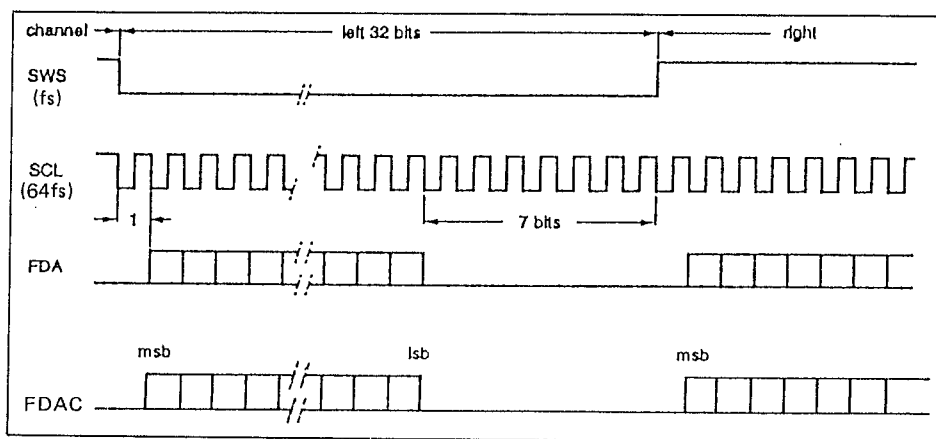 channel
left 32 bits
right
SWS
(fs)
SCL
(64fs)
1
7 bits
FDA
msb
lsb
msb
FDAC